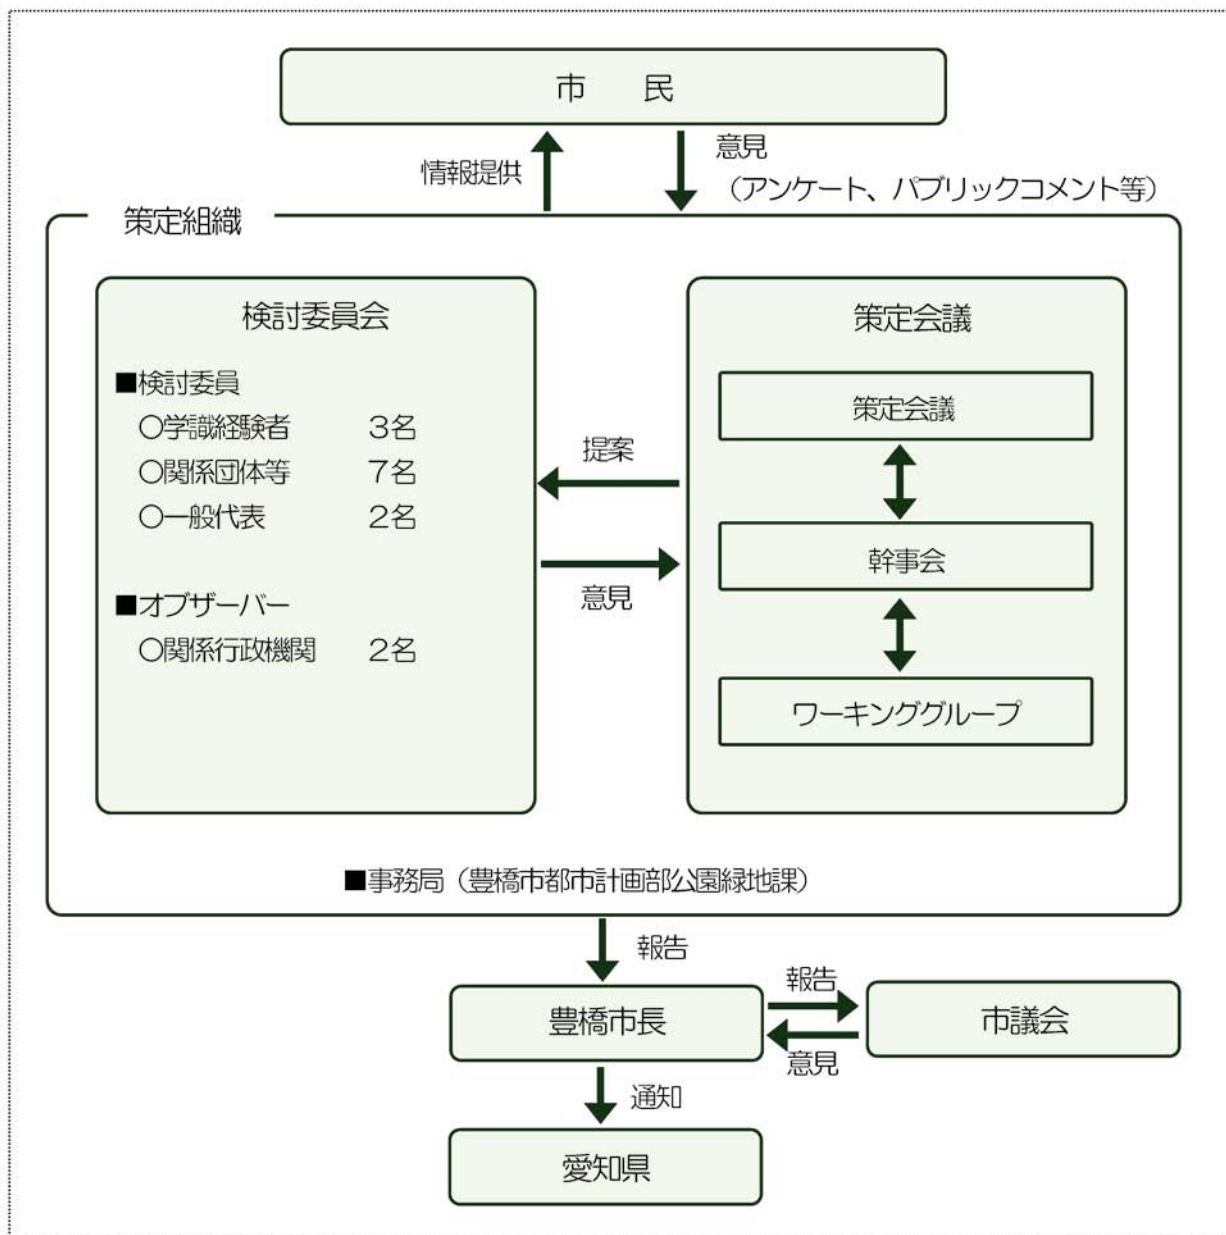 市　　民
情報提供
意見
（アンケート、パブリックコメント等）
策定組織
検討委員会
■検討委員
○学識経験者　　　３名
○関係団体等　　　７名
○一般代表　　　　２名
■オブザーバー
○関係行政機関　　２名
提案
意見
策定会議
策定会議
幹事会
ワーキンググループ
■事務局（豊橋市都市計画部公園緑地課）
報告
豊橋市長
報告
意見
市議会
通知
愛知県